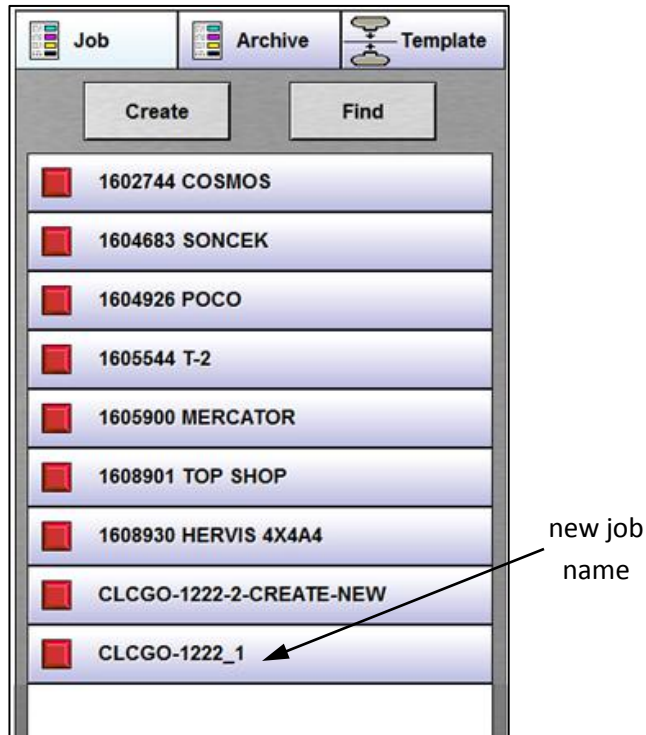 Job Archive Template
Create Find
1602744 COSMOS
1604683 SONCEK
1604926 POCO
1605544 T-2
1605900 MERCATOR
1608901 TOP SHOP
1608930 HERVIS 4X4A4
CLCGO-1222-2-CREATE-NEW
CLCGO-1222_1
new job
name